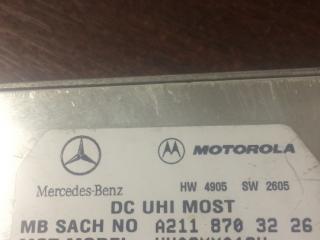 MOTOROLA
Mercedes-Benz HW 4905 SW 2605
DC UHI MOST
MB SACH NO A211 870 32 26